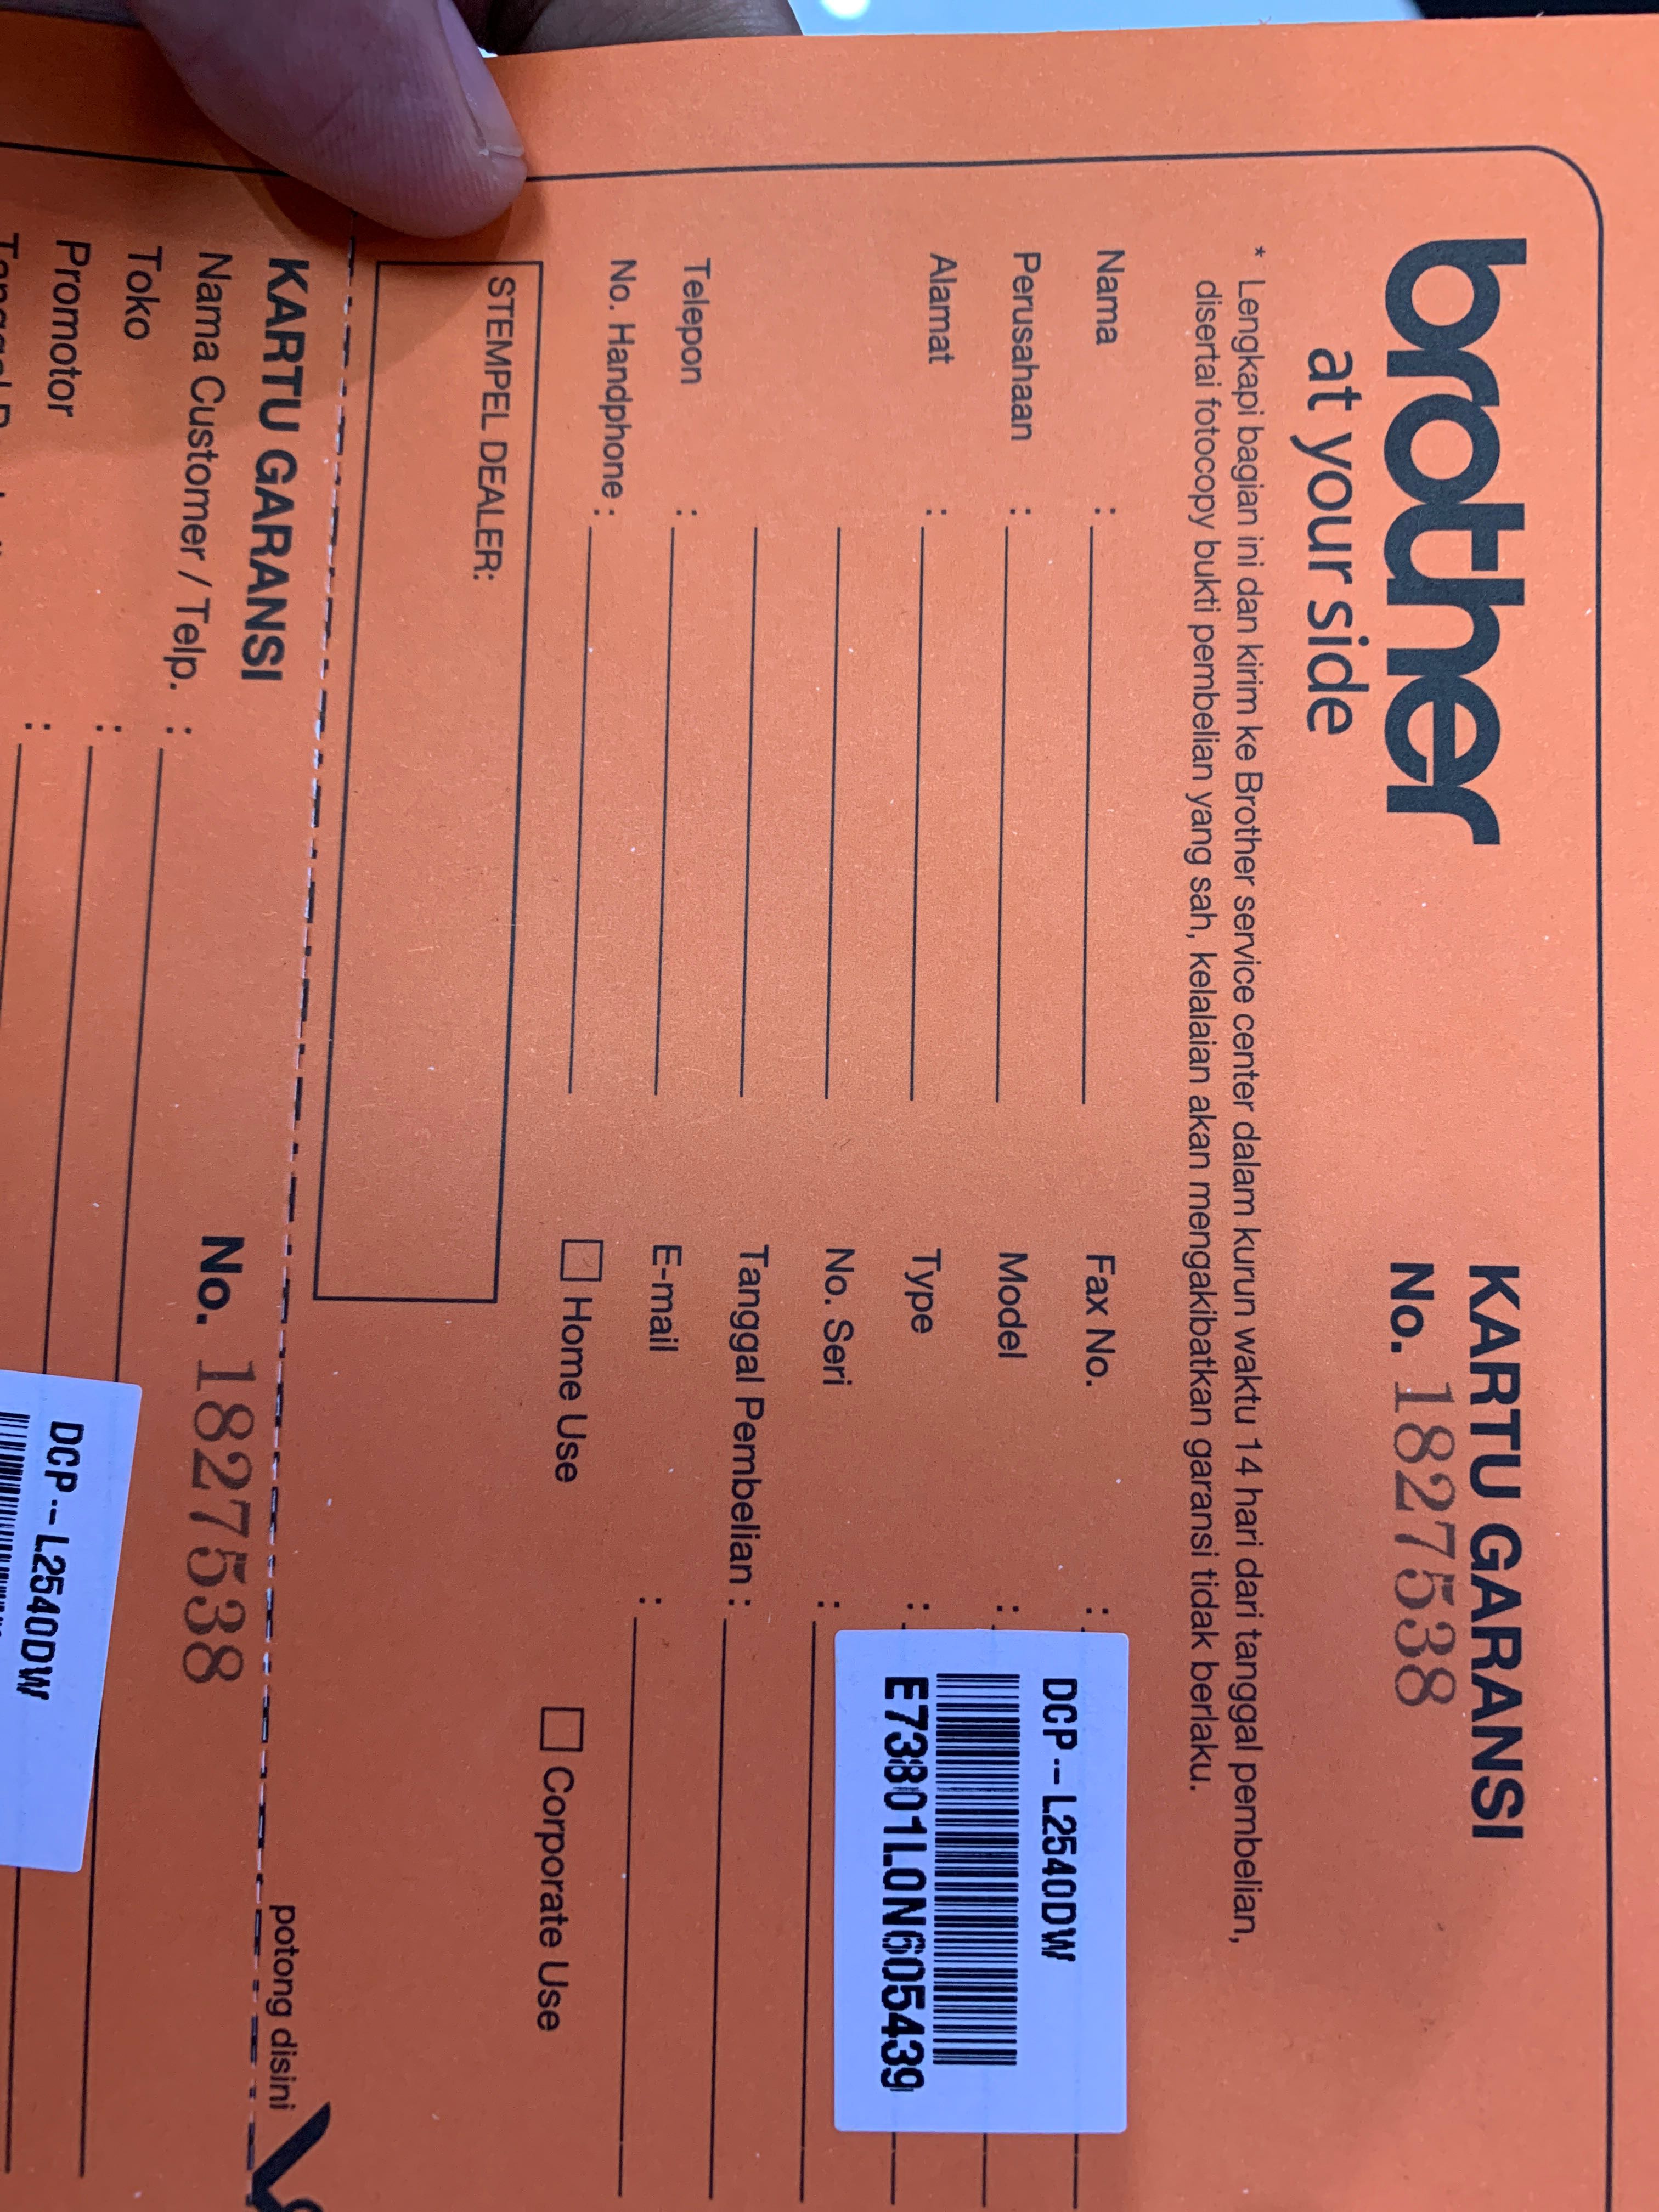 brother
at your side
KARTU GARANSI
No. 1827538
* Lengkapi bagian ini dan kirim ke Brother service center dalam kurun waktu 14 hari dari tanggal pembelian,
disertai fotocopy bukti pembelian yang sah, kelalaian akan mengakibatkan garansi tidak berlaku.
Nama :
Perusahaan :
Alamat :
Telepon :
No. Handphone :
Fax No. :
Model :
Type :
No. Seri :
Tanggal Pembelian :
E-mail :
Home Use
Corporate Use
DCP--L2540DW
E73801L0N605439
STEMPEL DEALER:
potong disini
KARTU GARANSI
No. 1827538
Nama Customer / Telp. :
Toko :
Promotor :
DCP--L2540DW